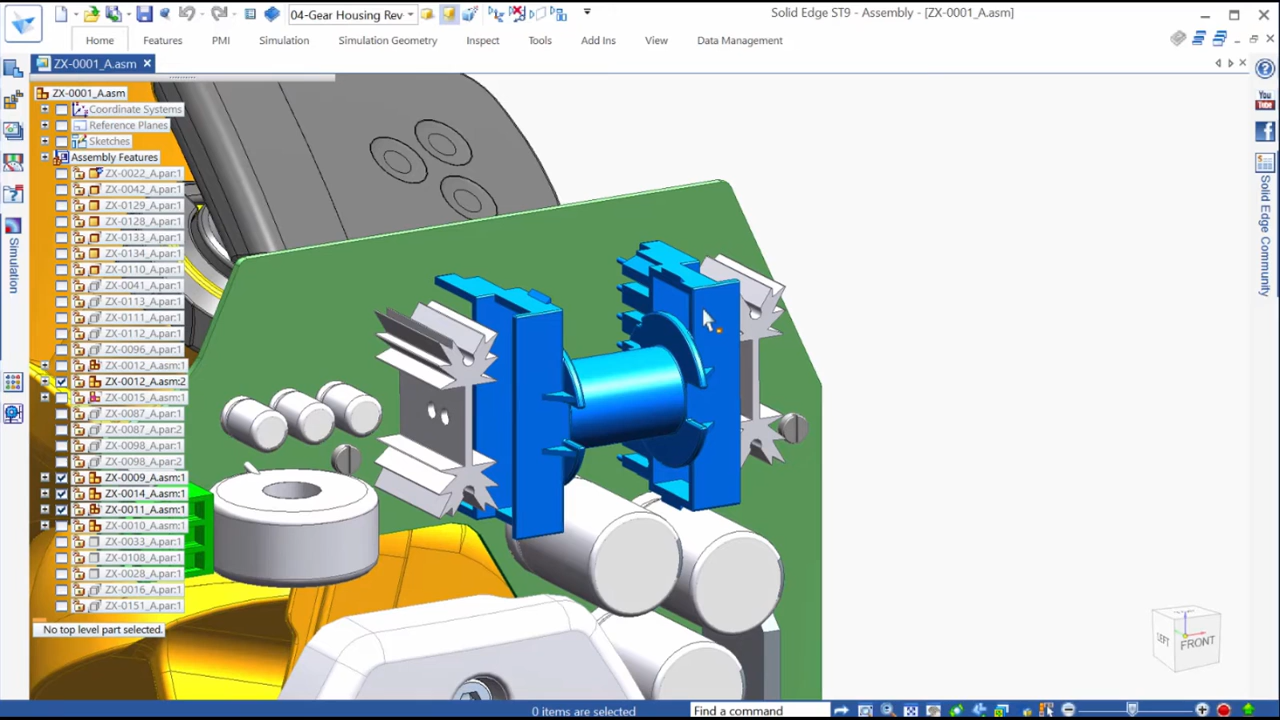 04-Gear Housing Rev
Solid Edge ST9 - Assembly - [ZX-0001_A.asm]
Home
Features
PMI
Simulation
Simulation Geometry
Inspect
Tools
Add Ins
View
Data Management
ZX-0001_A.asm
ZX-0001_A.asm
Coordinate Systems
Reference Planes
Sketches
Assembly Features
ZX-0022_A.par:1
ZX-0042_A.par:1
ZX-0129_A.par:1
ZX-0128_A.par:1
ZX-0133_A.par:1
ZX-0134_A.par:1
ZX-0110_A.par:1
ZX-0041_A.par:1
ZX-0113_A.par:1
ZX-0111_A.par:1
ZX-0112_A.par:1
ZX-0096_A.par:1
ZX-0012_A.asm:1
ZX-0012_A.asm:2
ZX-0015_A.asm:1
ZX-0087_A.par:1
ZX-0087_A.par:2
ZX-0098_A.par:1
ZX-0098_A.par:2
ZX-0009_A.asm:1
ZX-0014_A.asm:1
ZX-0011_A.asm:1
ZX-0010_A.asm:1
ZX-0033_A.par:1
ZX-0108_A.par:1
ZX-0028_A.par:1
ZX-0016_A.par:1
ZX-0151_A.par:1
No top level part selected.
Simulation
You
Tube
Solid Edge Community
LEFT
FRONT
0 items are selected
Find a command